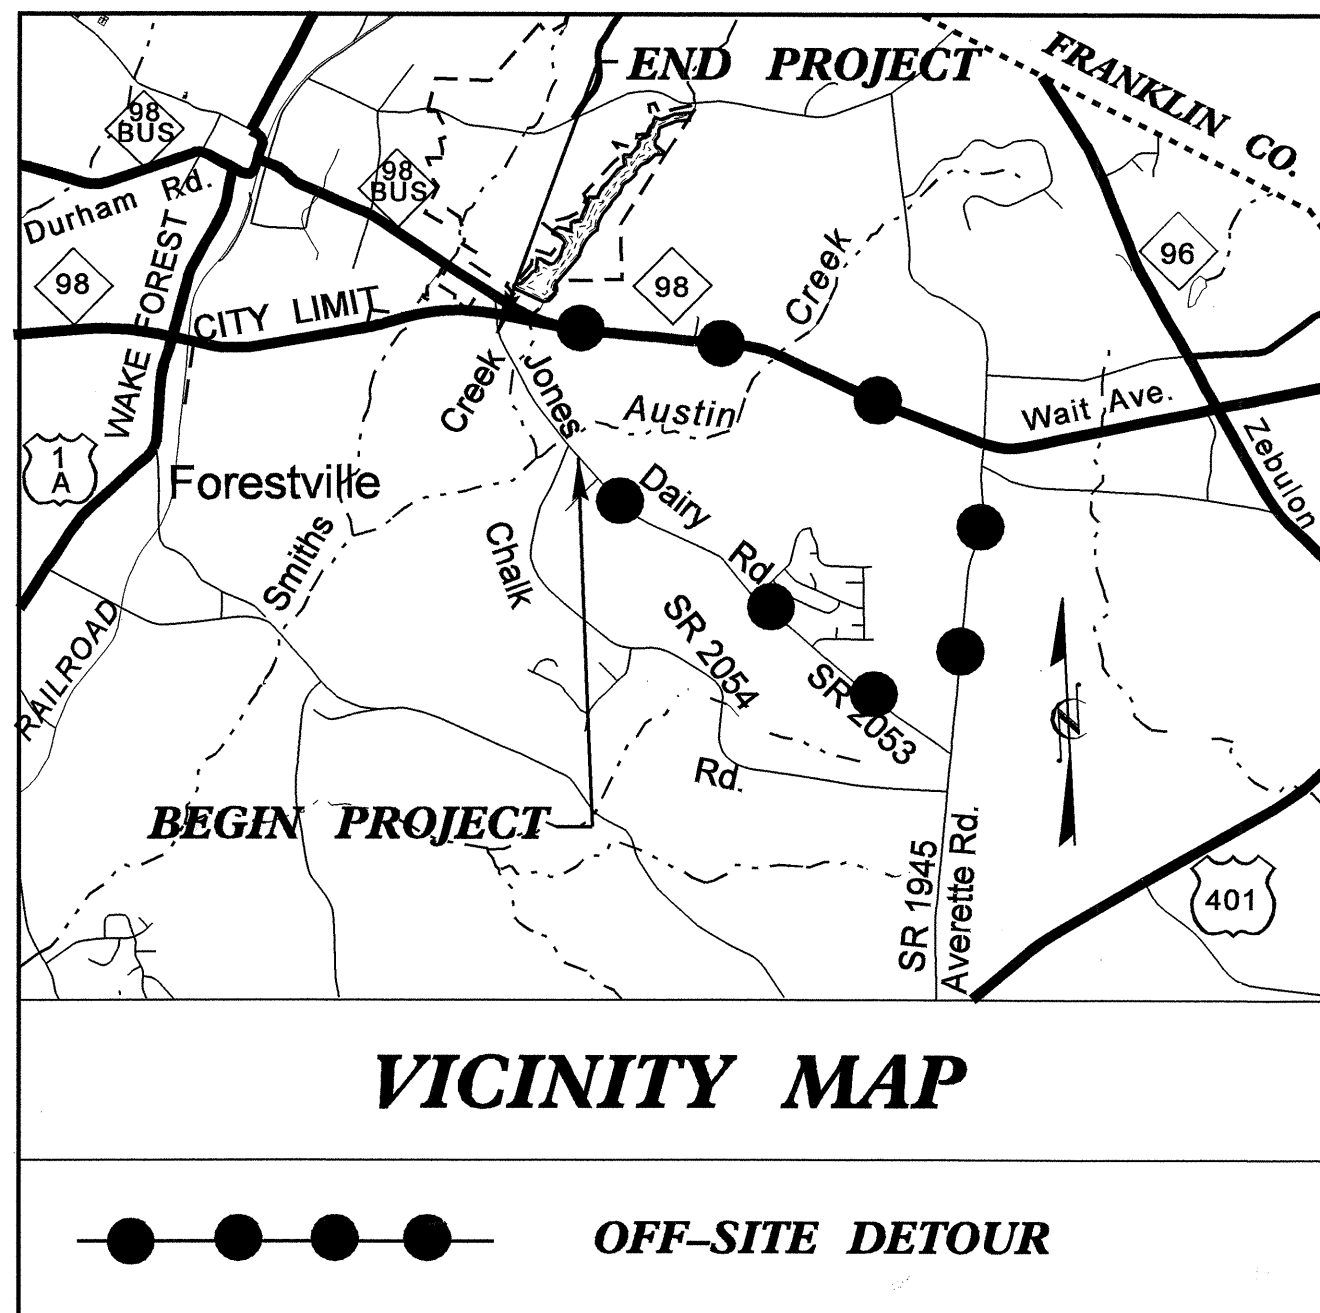 END PROJECT
FRANKLIN CO.
98
BUS
98
BUS
Durham Rd.
98
WAKE FOREST
CITY LIMIT
98
Creek
96
Creek
Jones
Austin
Wait Ave.
Zebulon
1
A
Forestville
Dairy
Smiths
Chalk
Rd.
SR 2054
SR 2053
RAILROAD
Rd.
N
BEGIN PROJECT
SR 1945
Averette Rd.
401
VICINITY MAP
OFF-SITE DETOUR